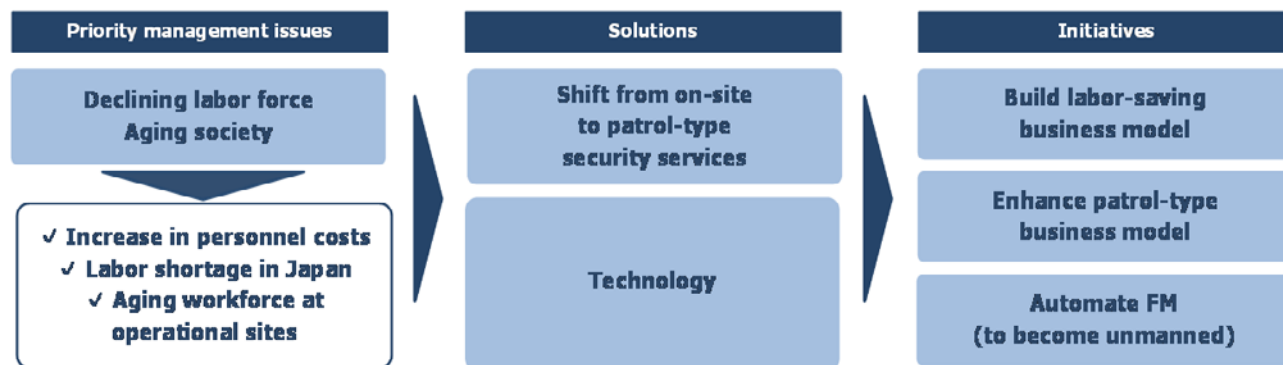 Priority management issues
Declining labor force
Aging society
✓ Increase in personnel costs
✓ Labor shortage in Japan
✓ Aging workforce at
operational sites
Solutions
Shift from on-site
to patrol-type
security services
Technology
Initiatives
Build labor-saving
business model
Enhance patrol-type
business model
Automate FM
(to become unmanned)